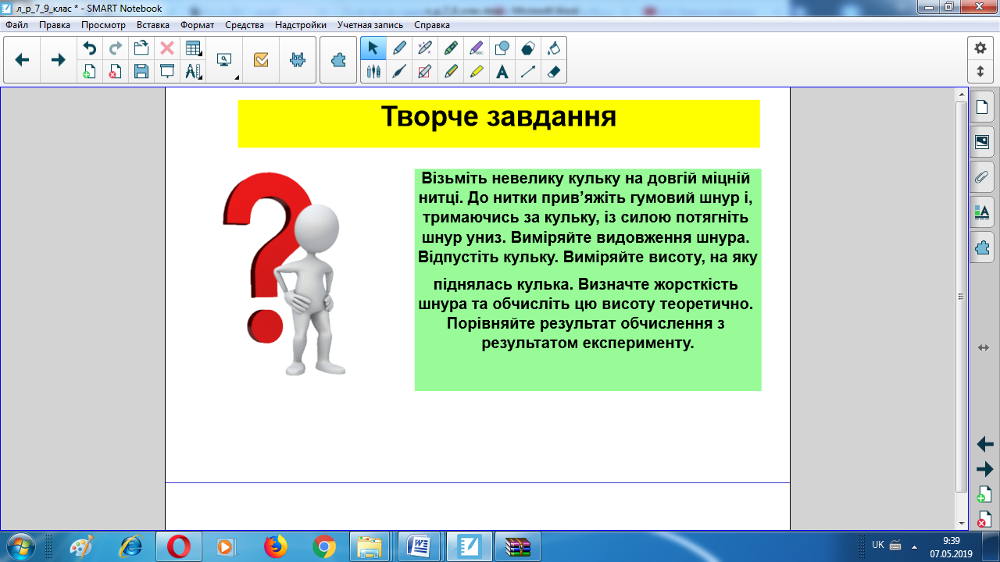 л_р_7_9_клас * - SMART Notebook
Файл Правка Просмотр Вставка Формат Средства Надстройки Учетная запись Справка
Творче завдання
Візьміть невелику кульку на довгій міцній
нитці. До нитки прив’яжіть гумовий шнур і,
тримаючись за кульку, із силою потягніть
шнур униз. Виміряйте видовження шнура.
Відпустіть кульку. Виміряйте висоту, на яку
піднялась кулька. Визначте жорсткість
шнура та обчисліть цю висоту теоретично.
Порівняйте результат обчислення з
результатом експерименту.
UK
9:39
07.05.2019